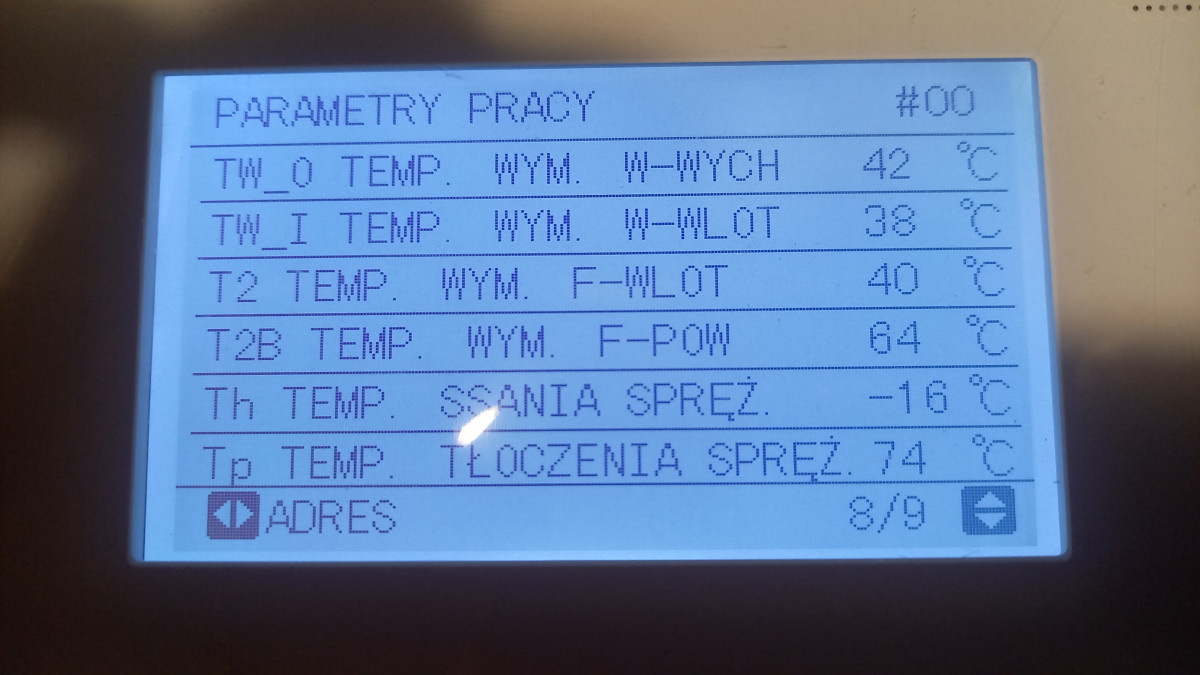 PARAMETRY PRACY #00
TW_O TEMP. WYM. W-WYCH 42 °C
TW_I TEMP. WYM. W-WLOT 38 °C
T2 TEMP. WYM. F-WLOT 40 °C
T2B TEMP. WYM. F-POW 64 °C
Th TEMP. SSANIA SPRĘŻ. -16 °C
Tp TEMP. TŁOCZENIA SPRĘŻ. 74 °C
ADRES 8/9